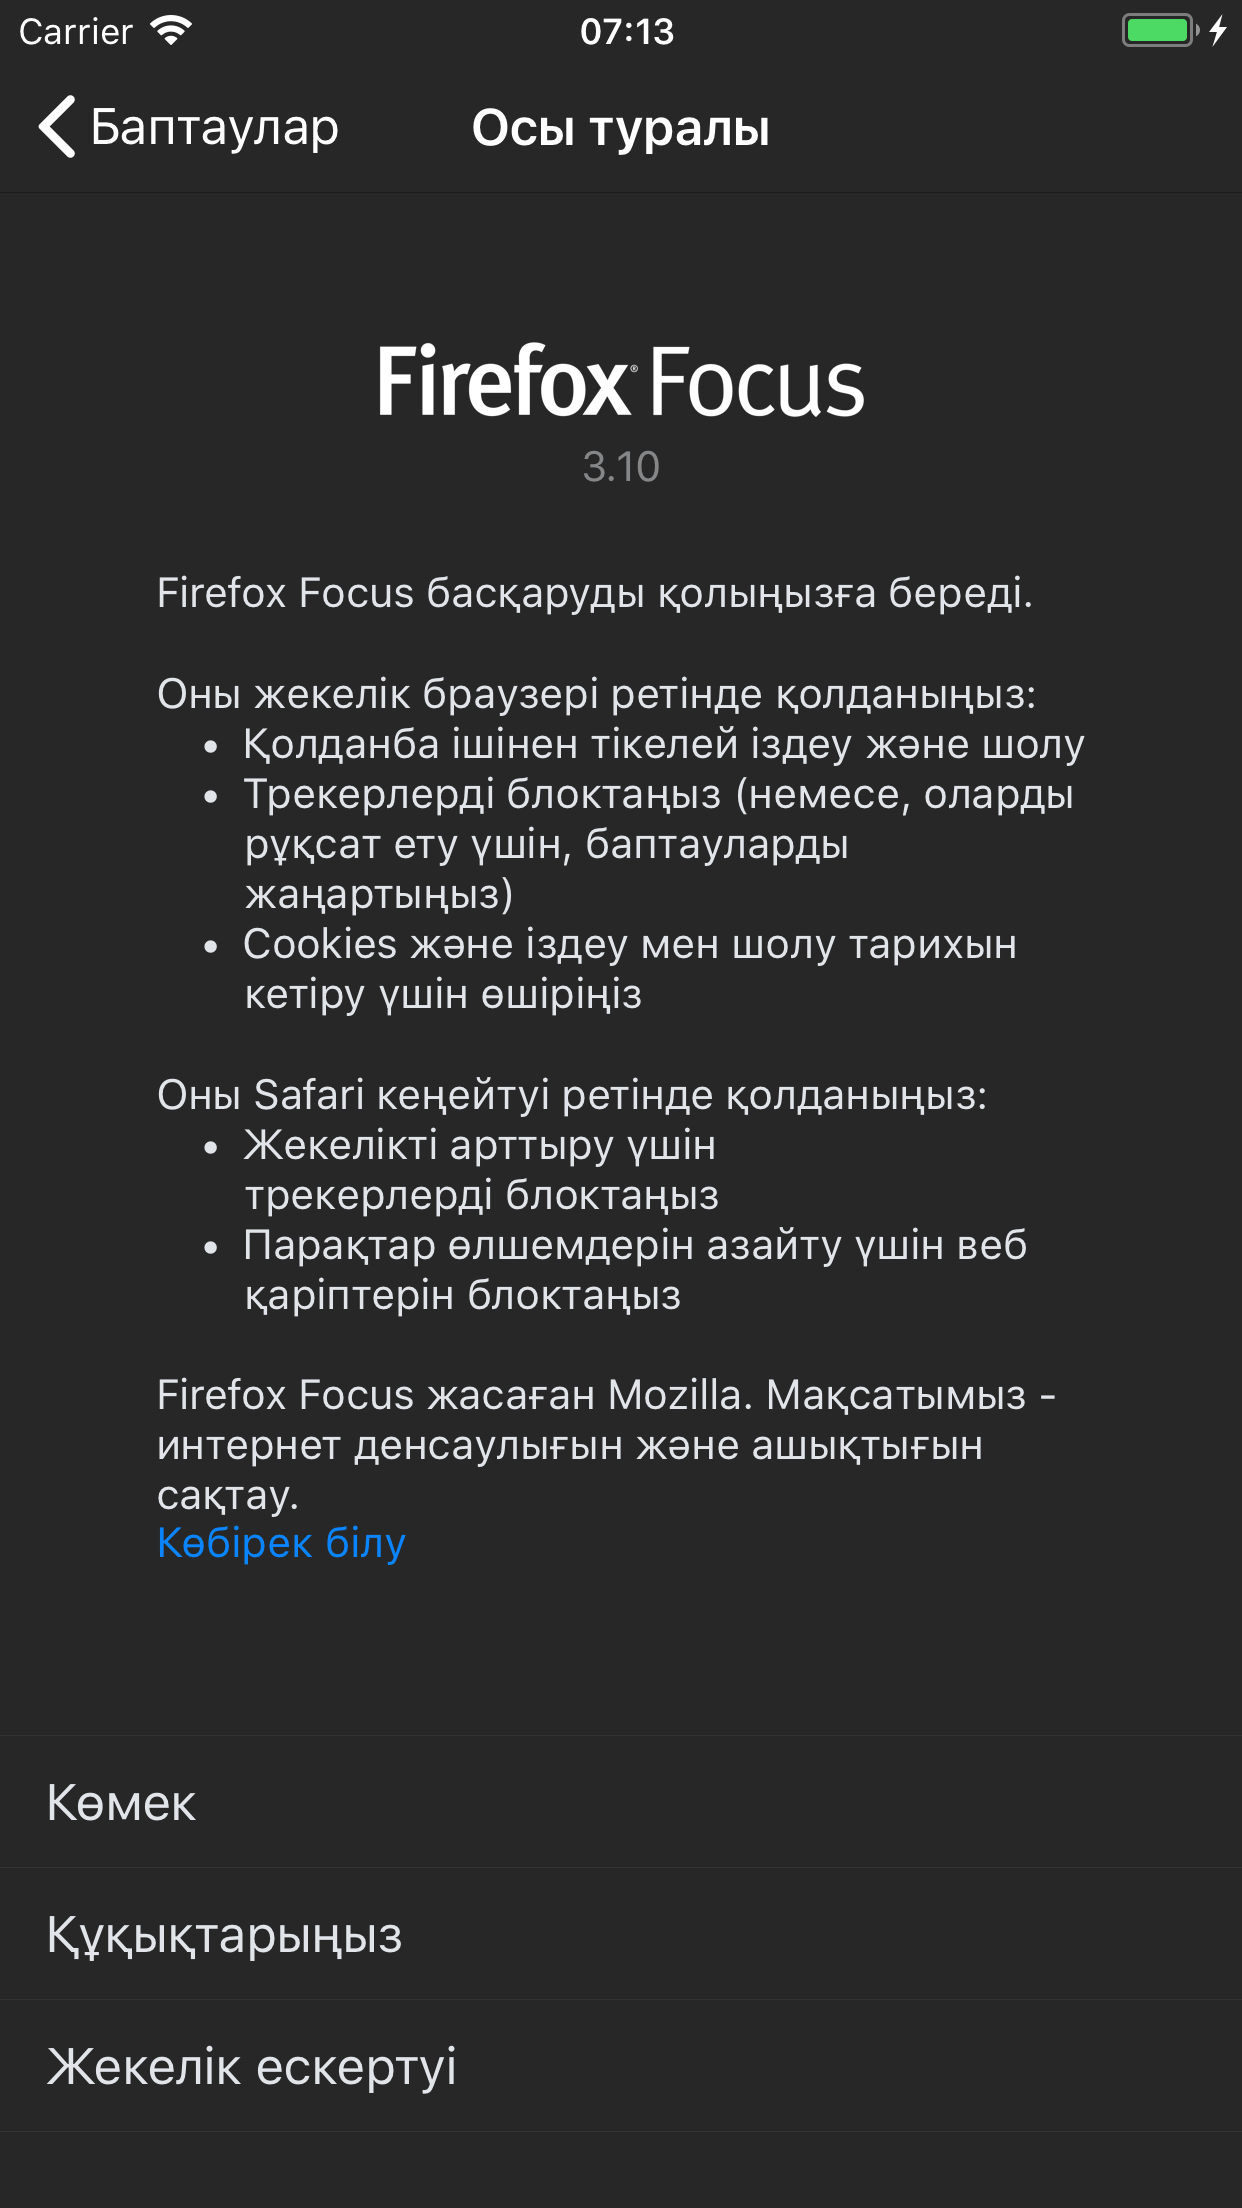 Carrier 07:13
Баптаулар Осы туралы
Firefox® Focus
3.10
Firefox Focus басқаруды қолыңызға береді.
Оны жекелік браузері ретінде қолданыңыз:
• Қолданба ішінен тікелей іздеу және шолу
• Трекерлерді блоктаңыз (немесе, оларды
рұқсат ету үшін, баптауларды
жаңартыңыз)
• Cookies және іздеу мен шолу тарихын
кетіру үшін өшіріңіз
Оны Safari кеңейтуі ретінде қолданыңыз:
• Жекелікті арттыру үшін
трекерлерді блоктаңыз
• Парақтар өлшемдерін азайту үшін веб
қаріптерін блоктаңыз
Firefox Focus жасаған Mozilla. Мақсатымыз -
интернет денсаулығын және ашықтығын
сақтау.
Көбірек білу
Көмек
Құқықтарыңыз
Жекелік ескертуі